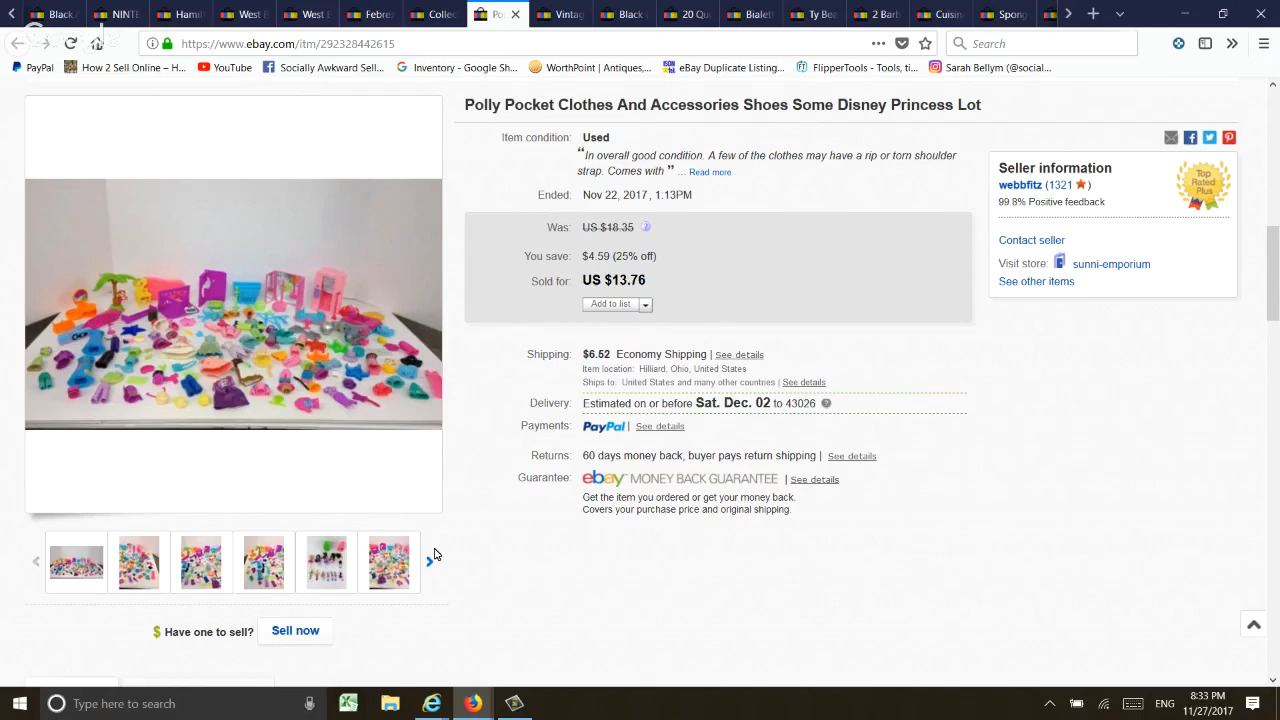 Black
NINTE
Hamil
West B
West E
Febrez
Collec
Po
Vintag
Black
20 Qu
Bialett
Ty Bee
2 Barb
Cuisina
Spong
https://www.ebay.com/itm/292328442615
Search
PayPal
How 2 Sell Online – H...
YouTube
Socially Awkward Sell...
Inventory - Google Sh...
WorthPoint | Antiques,...
eBay Duplicate Listing...
FlipperTools - Tools, ti...
Sarah Bellym (@social...
Polly Pocket Clothes And Accessories Shoes Some Disney Princess Lot
Item condition: Used
“In overall good condition. A few of the clothes may have a rip or torn shoulder
strap. Comes with ” ... Read more
Ended: Nov 22, 2017 , 1:13PM
Was: US $18.35
You save: $4.59 (25% off)
Sold for: US $13.76
Add to list
Shipping: $6.52 Economy Shipping | See details
Item location: Hilliard, Ohio, United States
Ships to: United States and many other countries | See details
Delivery: Estimated on or before Sat. Dec. 02 to 43026
Payments: PayPal | See details
Returns: 60 days money back, buyer pays return shipping | See details
Guarantee: ebay MONEY BACK GUARANTEE | See details
Get the item you ordered or get your money back.
Covers your purchase price and original shipping.
Seller information
webbfitz (1321 )
99.8% Positive feedback
Top
Rated
Plus
Contact seller
Visit store: sunni-emporium
See other items
$ Have one to sell? Sell now
Type here to search
ENG
8:33 PM
11/27/2017